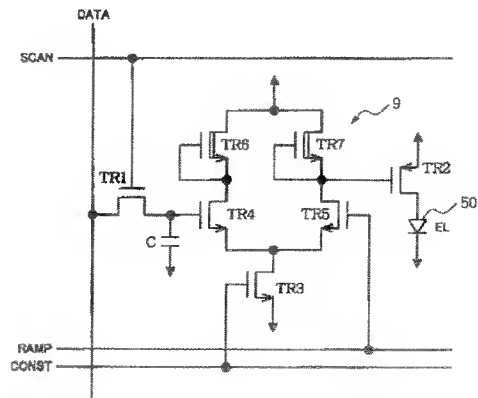 DATA
SCAN
9
TR6
TR7
TR2
TR1
TR4
TR5
50
EL
C
TR3
RAMP
CONST